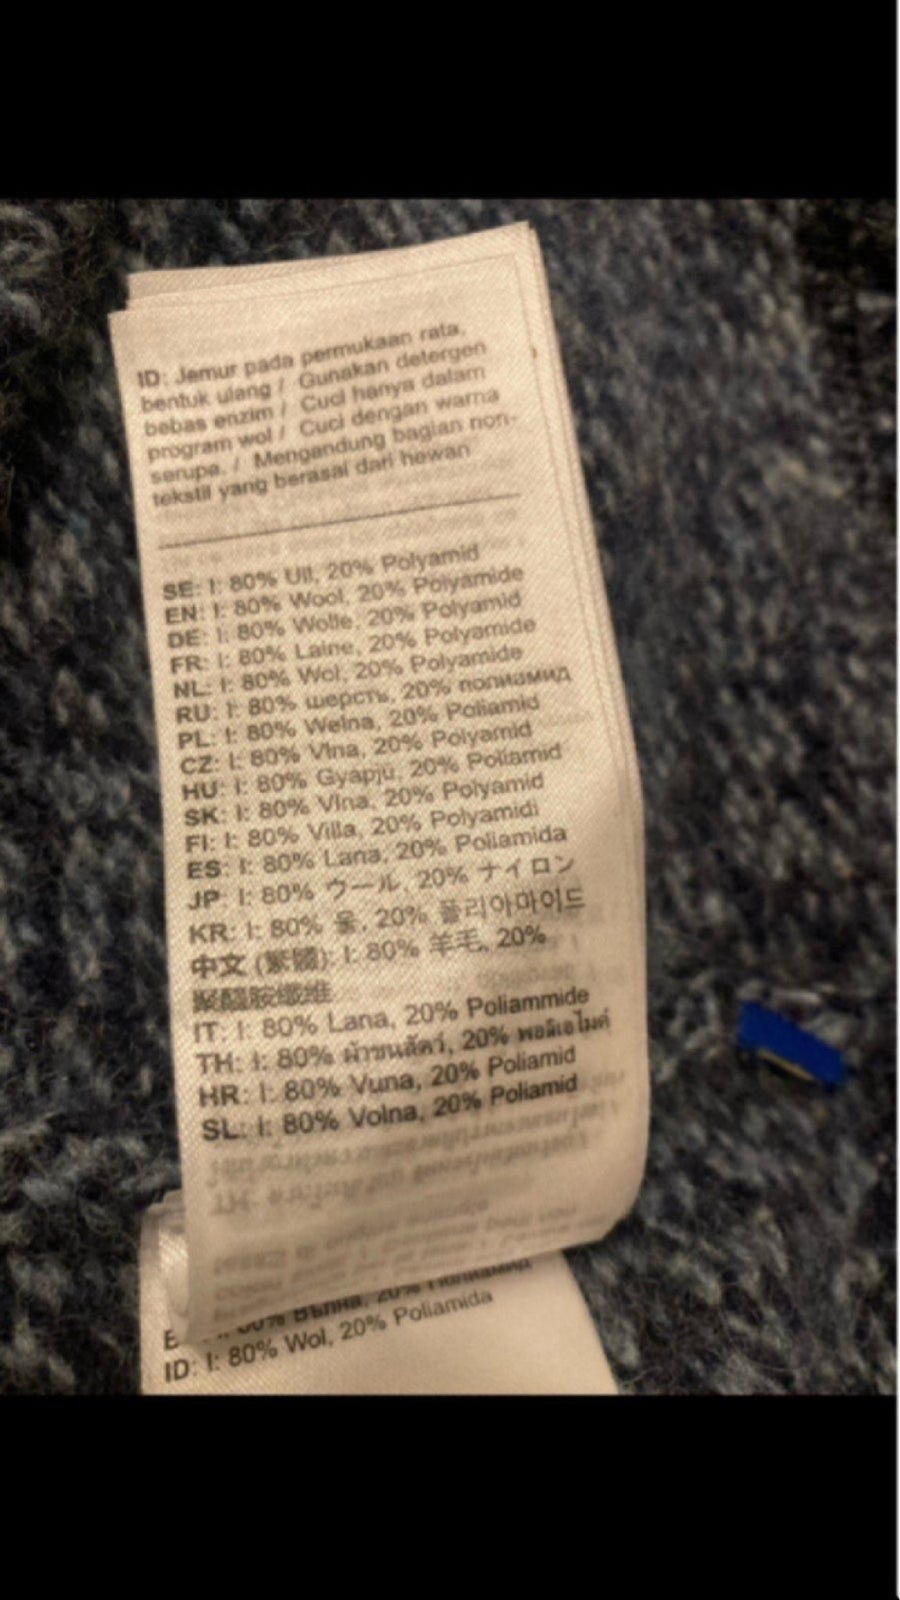 ID: Jemur pada permukaan rata,
bentuk ulang / Gunakan detergen
bebas enzim / Cuci hanya dalam
program wol / Cuci dengan warna
serupa. / Mengandung bagian non-
tekstil yang berasal dari hewan
SE: I: 80% Ull, 20% Polyamid
EN: I: 80% Wool, 20% Polyamide
DE: I: 80% Wolle, 20% Polyamid
FR: I: 80% Laine, 20% Polyamide
NL: I: 80% Wol, 20% Polyamide
RU: I: 80% шерсть, 20% полиамид
PL: I: 80% Wełna, 20% Poliamid
CZ: I: 80% Vlna, 20% Polyamid
HU: I: 80% Gyapjú, 20% Poliamid
SK: I: 80% Vlna, 20% Polyamid
FI: I: 80% Villa, 20% Polyamidi
ES: I: 80% Lana, 20% Poliamida
JP: I: 80% ウール, 20% ナイロン
KR: I: 80% 울, 20% 폴리아마이드
中文 (繁體): I: 80% 羊毛, 20%
聚醯胺纖維
IT: I: 80% Lana, 20% Poliammide
TH: I: 80% ผ้าขนสัตว์, 20% พอลิเอไมด์
HR: I: 80% Vuna, 20% Poliamid
SL: I: 80% Volna, 20% Poliamid
80% Вълна, 20% Полиамид
ID: I: 80% Wol, 20% Poliamida